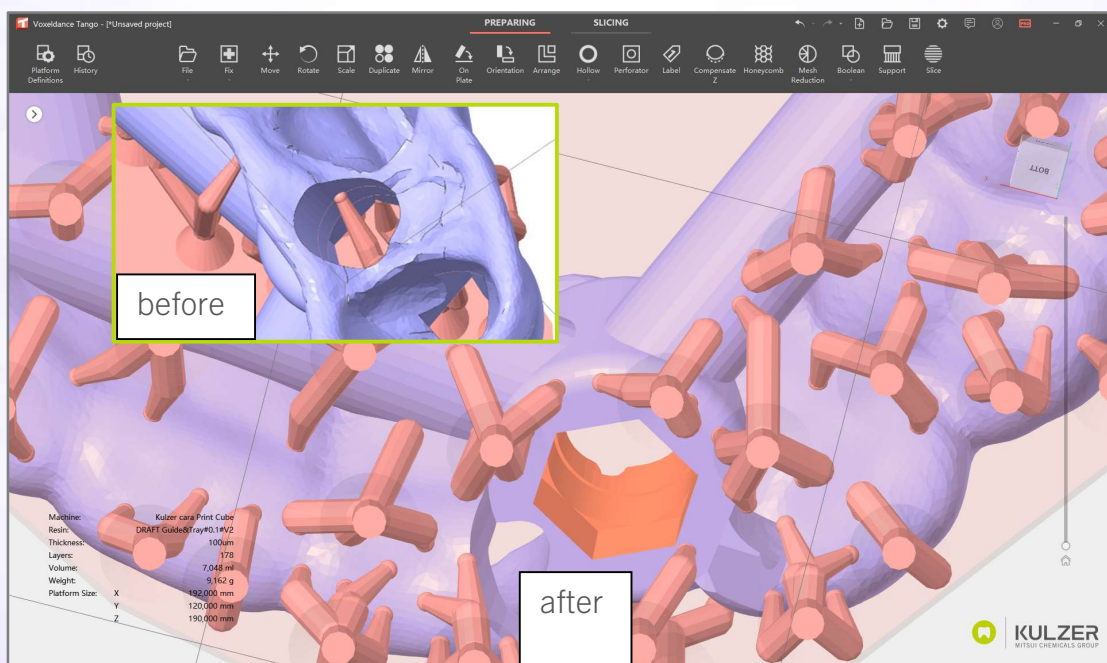 Voxeldance Tango - [*Unsaved project]
PREPARING
SLICING
PRO
Platform
Definitions
History
File
Fix
Move
Rotate
Scale
Duplicate
Mirror
On
Plate
Orientation
Arrange
Hollow
Perforator
Label
Compensate
Z
Honeycomb
Mesh
Reduction
Boolean
Support
Slice
BOTT
before
Machine: Kulzer cara Print Cube
Resin: DRAFT Guide&Tray#0.1#V2
Thickness: 100um
Layers: 178
Volume: 7,048 ml
Weight: 9,162 g
Platform Size: X 192,000 mm
Y 120,000 mm
Z 190,000 mm
after
KULZER
MITSUI CHEMICALS GROUP